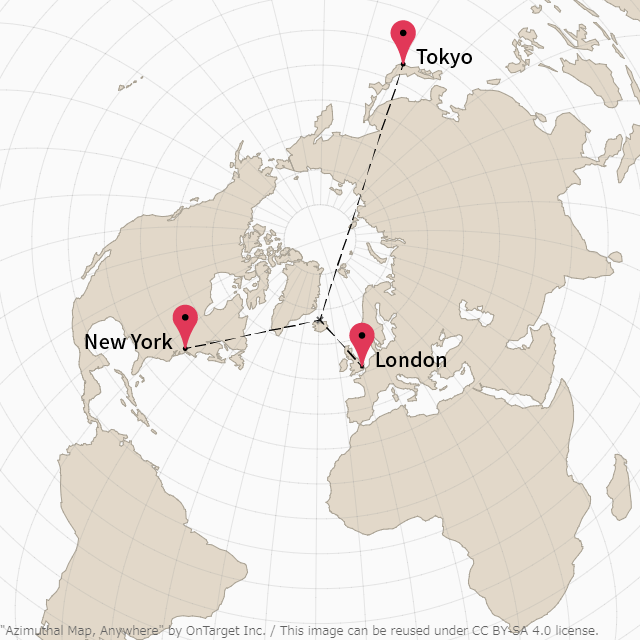 Tokyo
New York
London
"Azimuthal Map, Anywhere" by OnTarget Inc. / This image can be reused under CC BY-SA 4.0 license.